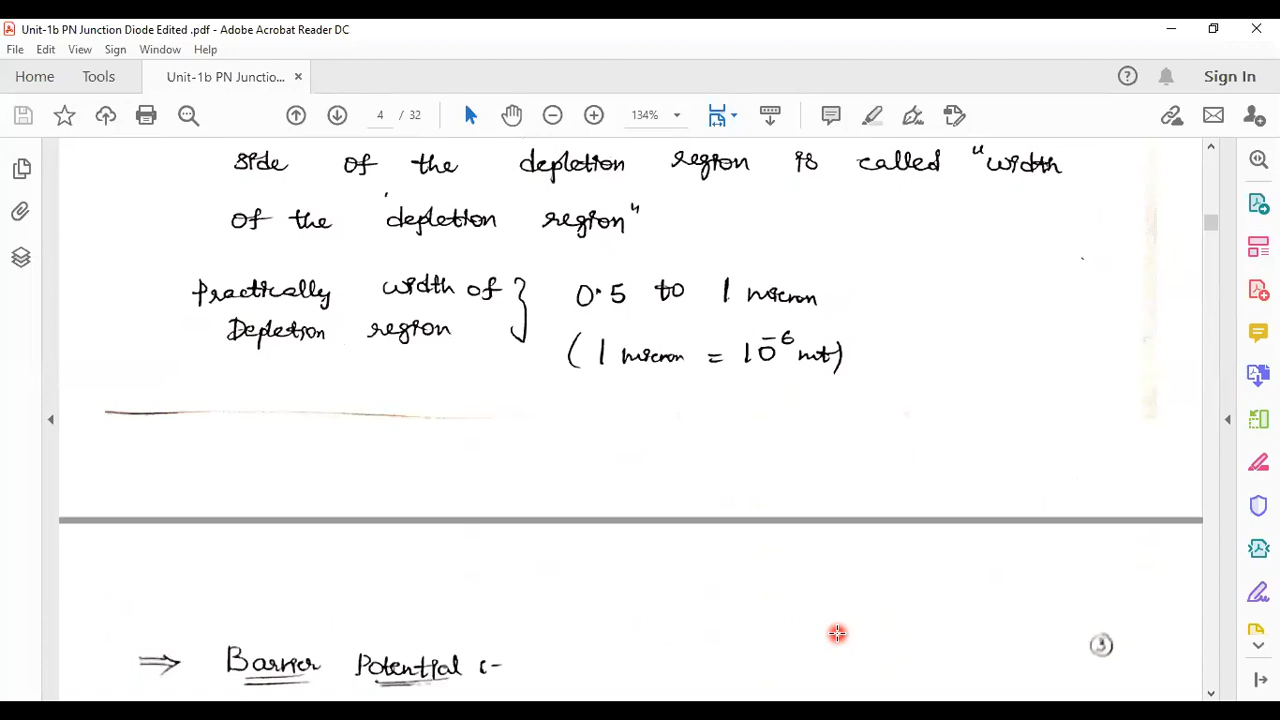 Unit-1b PN Junction Diode Edited .pdf - Adobe Acrobat Reader DC
File Edit View Sign Window Help
Home Tools Unit-1b PN Junctio... × Sign In
4 / 32 134%
side of the depletion region is called "width
of the depletion region"
Practically width of } 0.5 to 1 micron
Depletion region (1 micron = 10⁻⁶ mt)
③
⇒ Barrier Potential :-